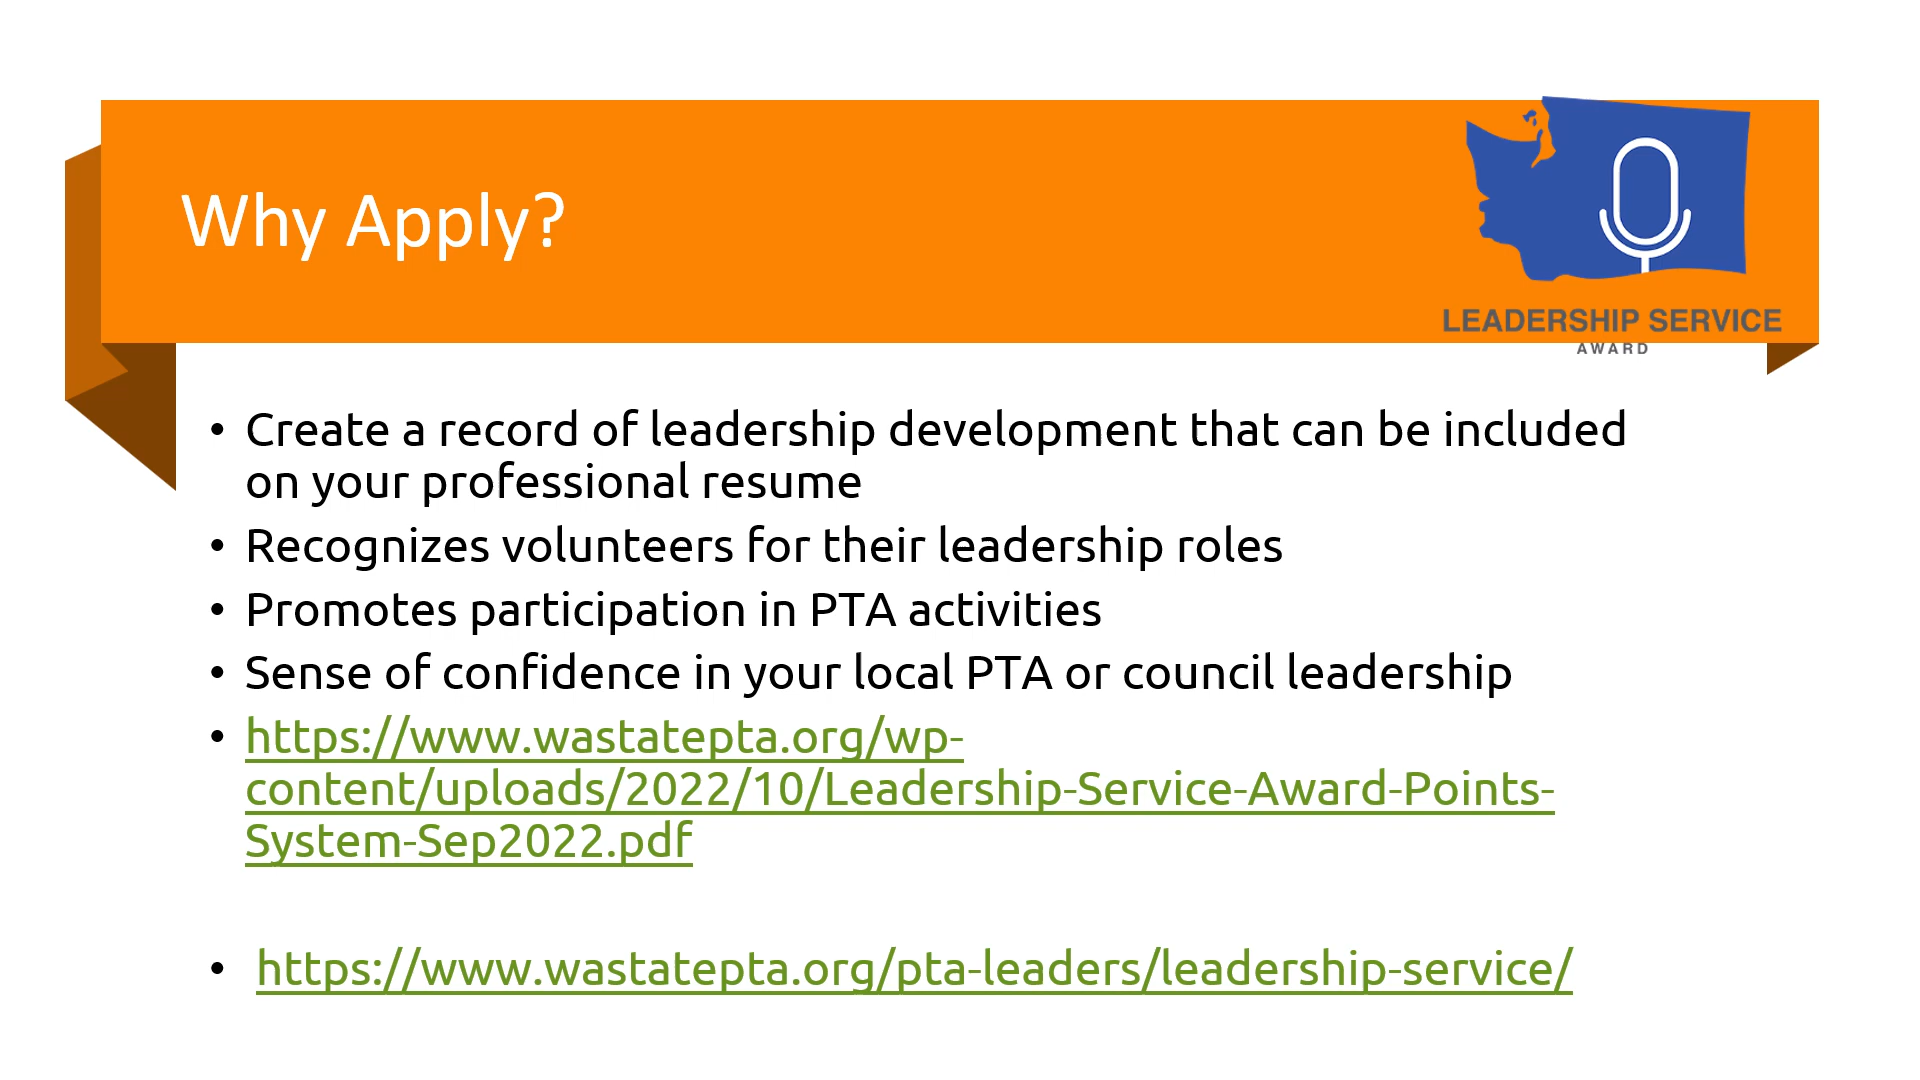 Why Apply?
LEADERSHIP SERVICE
AWARD
• Create a record of leadership development that can be included
on your professional resume
• Recognizes volunteers for their leadership roles
• Promotes participation in PTA activities
• Sense of confidence in your local PTA or council leadership
• https://www.wastatepta.org/wp-
content/uploads/2022/10/Leadership-Service-Award-Points-
System-Sep2022.pdf
• https://www.wastatepta.org/pta-leaders/leadership-service/